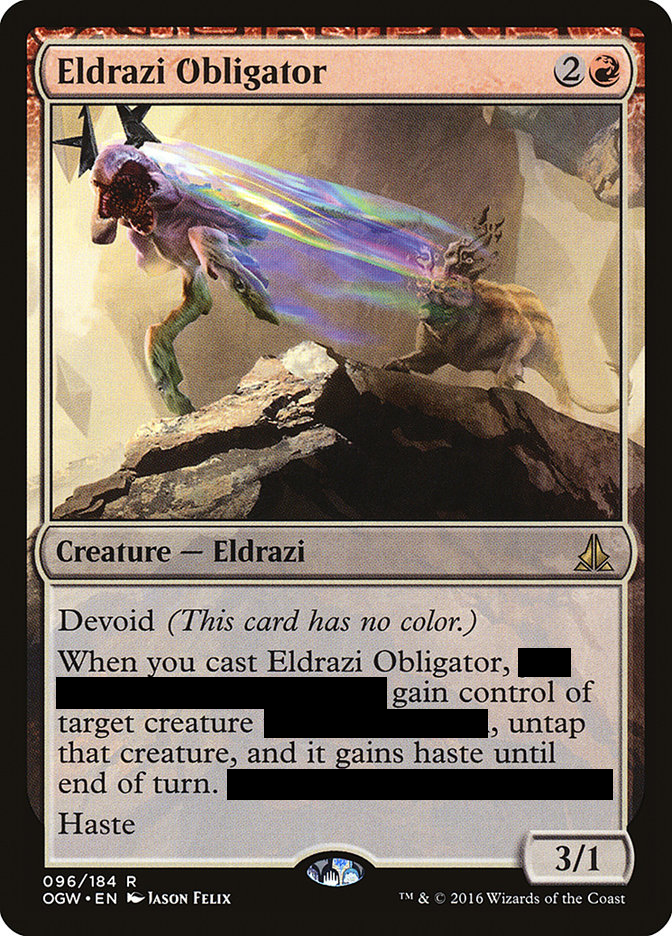 Eldrazi Obligator
2
Creature — Eldrazi
Devoid (This card has no color.)
When you cast Eldrazi Obligator,
gain control of
target creature , untap
that creature, and it gains haste until
end of turn.
Haste
3/1
096/184 R
OGW • EN Jason Felix
™ & © 2016 Wizards of the Coast